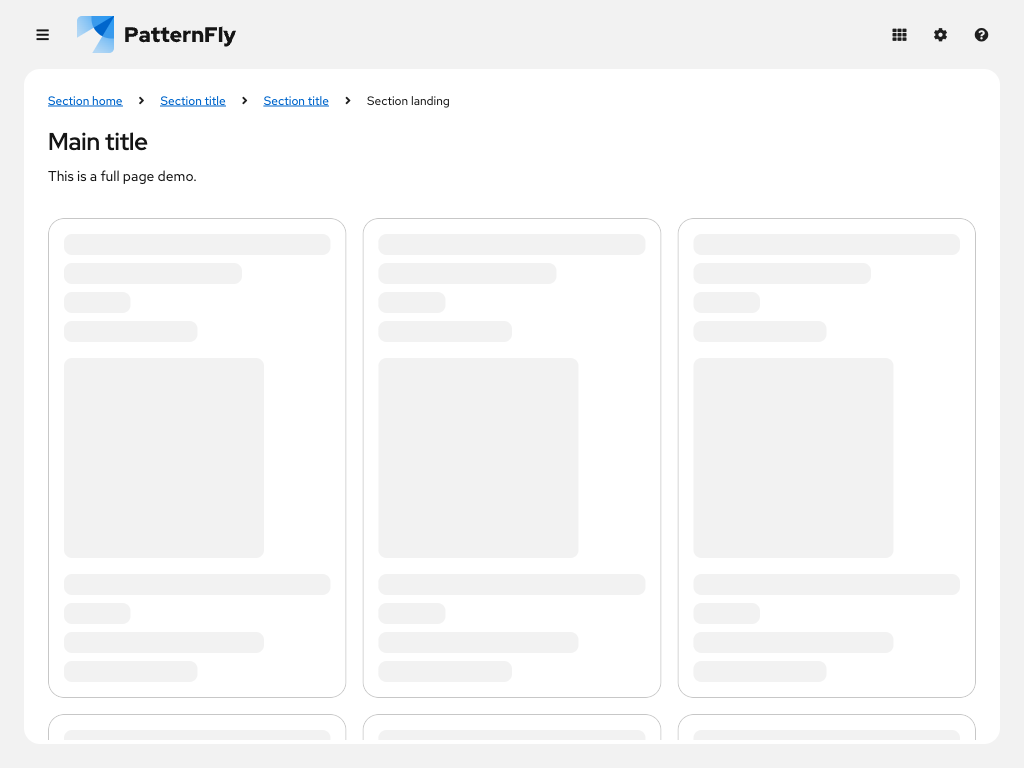 PatternFly
Section home Section title Section title Section landing
Main title
This is a full page demo.